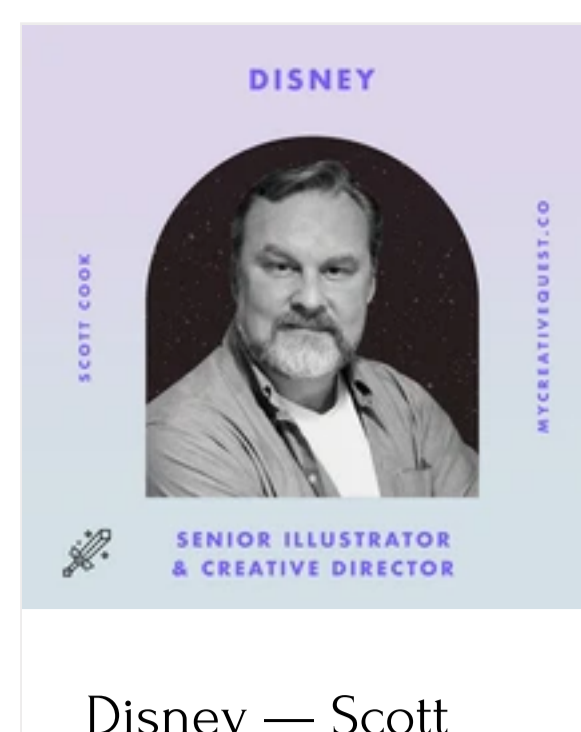 DISNEY
SCOTT COOK
MYCREATIVEQUEST.CO
SENIOR ILLUSTRATOR
& CREATIVE DIRECTOR
Disney — Scott